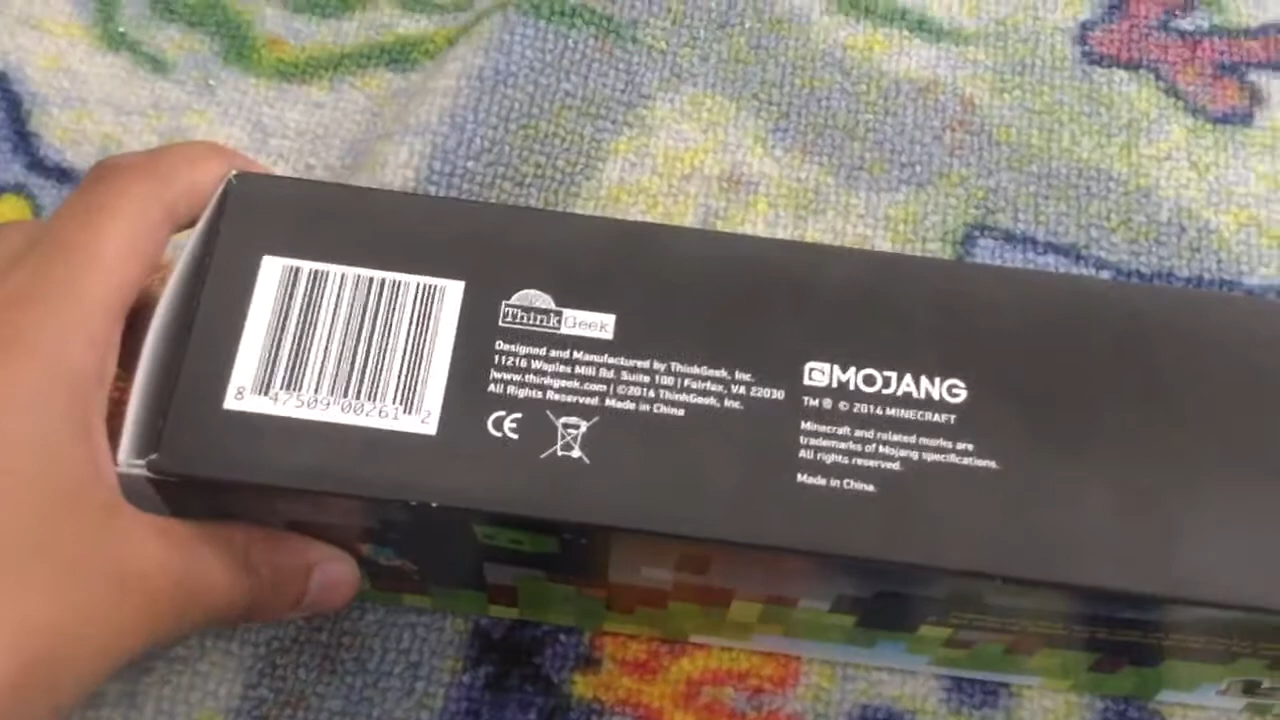 8 47509 00261 2
ThinkGeek
Designed and Manufactured by ThinkGeek, Inc.
11216 Waples Mill Rd. Suite 100 | Fairfax, VA 22030
www.thinkgeek.com | ©2014 ThinkGeek, Inc.
All Rights Reserved. Made in China
CE
MOJANG
TM ® © 2014 MINECRAFT
Minecraft and related marks are
trademarks of Mojang specifications.
All rights reserved.
Made in China.